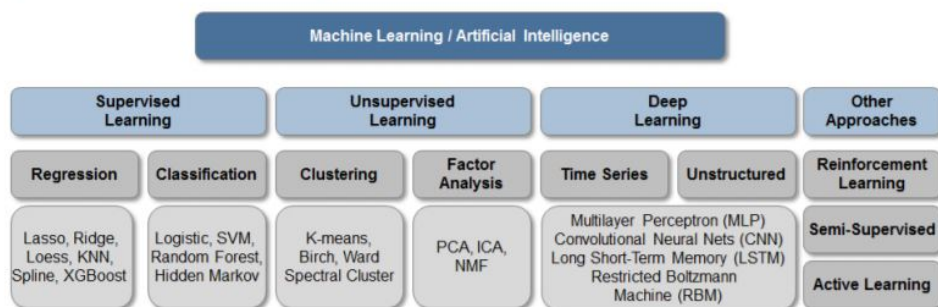 Machine Learning / Artificial Intelligence
Supervised
Learning
Unsupervised
Learning
Deep
Learning
Other
Approaches
Regression
Classification
Clustering
Factor
Analysis
Time Series
Unstructured
Reinforcement
Learning
Lasso, Ridge,
Loess, KNN,
Spline, XGBoost
Logistic, SVM,
Random Forest,
Hidden Markov
K-means,
Birch, Ward
Spectral Cluster
PCA, ICA,
NMF
Multilayer Perceptron (MLP)
Convolutional Neural Nets (CNN)
Long Short-Term Memory (LSTM)
Restricted Boltzmann
Machine (RBM)
Semi-Supervised
Active Learning